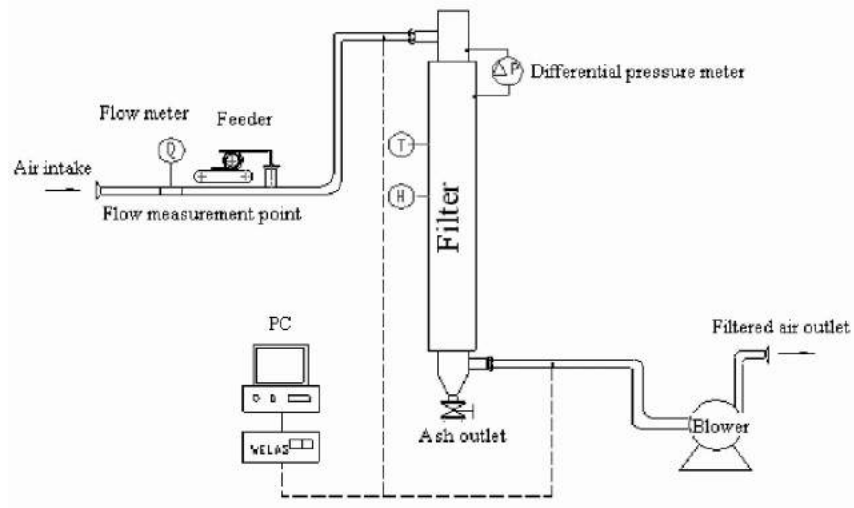 ΔP
Differential pressure meter
Flow meter
Feeder
Q
T
Air intake
H
Flow measurement point
Filter
PC
Filtered air outlet
WELAS
Blower
Ash outlet